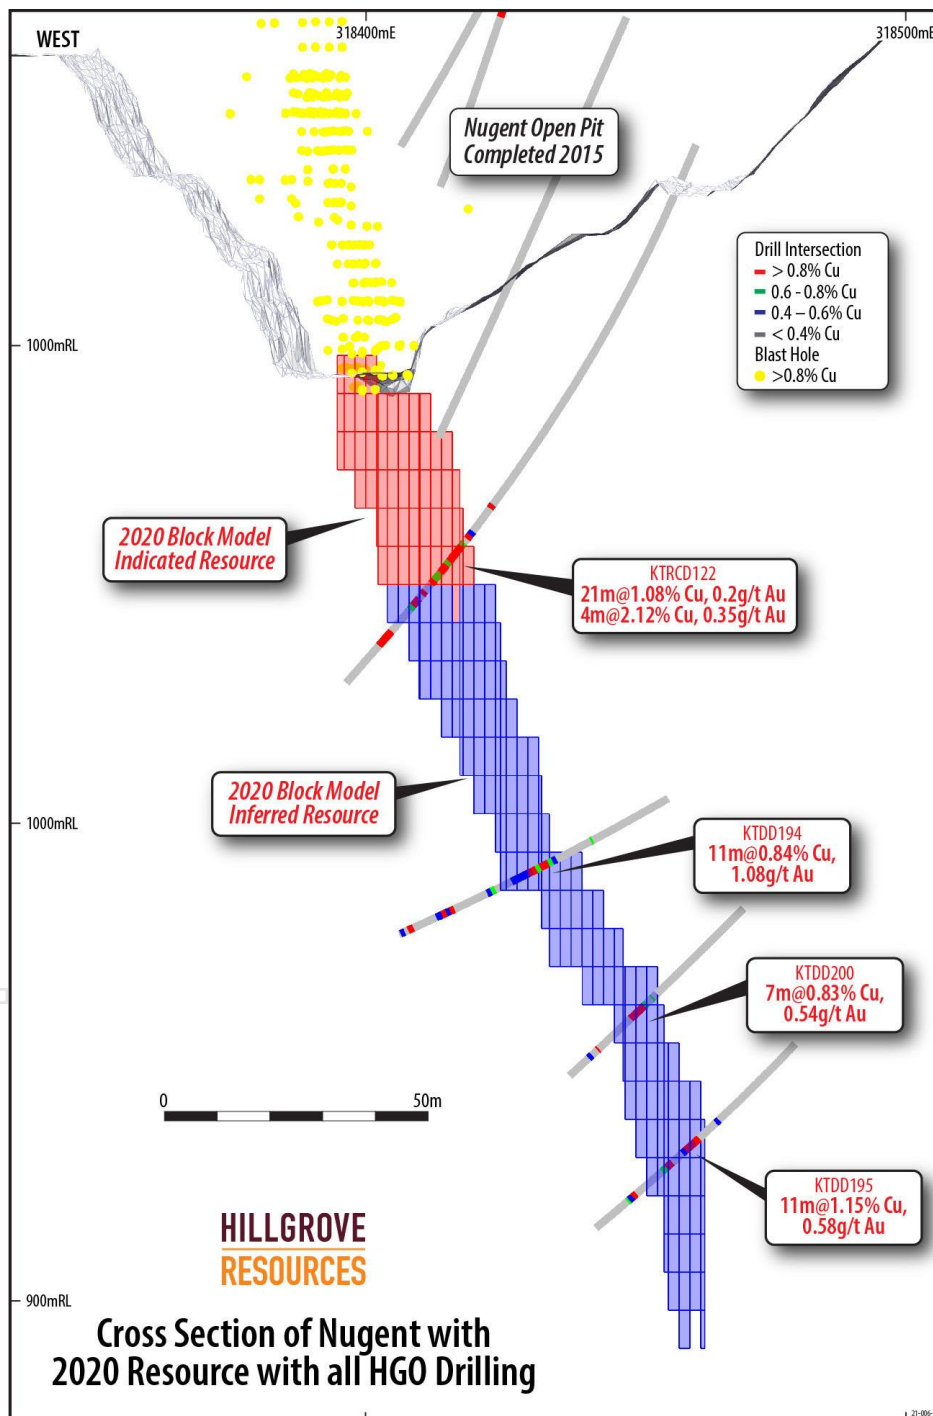 WEST
318400mE
318500mE
Nugent Open Pit
Completed 2015
Drill Intersection
> 0.8% Cu
0.6 - 0.8% Cu
0.4 – 0.6% Cu
< 0.4% Cu
Blast Hole
>0.8% Cu
1000mRL
2020 Block Model
Indicated Resource
KTRCD122
21m@1.08% Cu, 0.2g/t Au
4m@2.12% Cu, 0.35g/t Au
2020 Block Model
Inferred Resource
1000mRL
KTDD194
11m@0.84% Cu,
1.08g/t Au
KTDD200
7m@0.83% Cu,
0.54g/t Au
0
50m
KTDD195
11m@1.15% Cu,
0.58g/t Au
HILLGROVE
RESOURCES
900mRL
Cross Section of Nugent with
2020 Resource with all HGO Drilling
21-006-